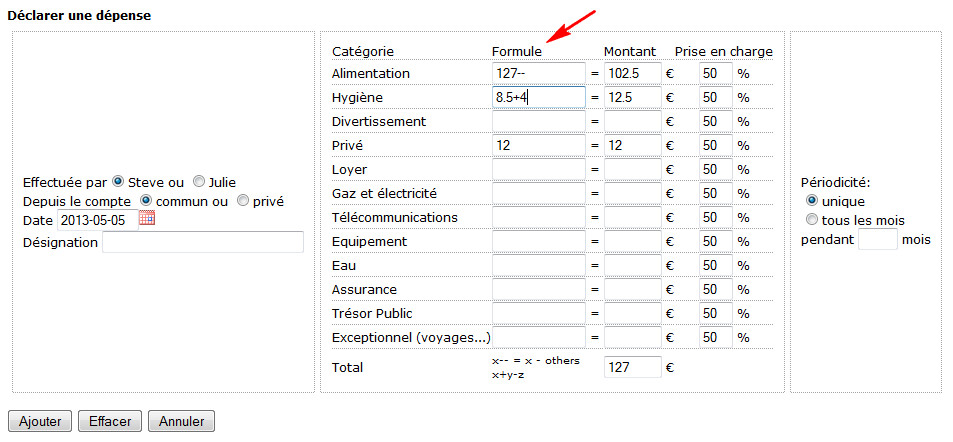 Déclarer une dépense
Effectuée par Steve ou Julie
Depuis le compte commun ou privé
Date 2013-05-05
Désignation
Catégorie Formule Montant Prise en charge
Alimentation 127-- = 102.5 € 50 %
Hygiène 8.5+4 = 12.5 € 50 %
Divertissement = € 50 %
Privé 12 = 12 € 50 %
Loyer = € 50 %
Gaz et électricité = € 50 %
Télécommunications = € 50 %
Equipement = € 50 %
Eau = € 50 %
Assurance = € 50 %
Trésor Public = € 50 %
Exceptionnel (voyages...) = € 50 %
Total x-- = x - others 127 €
x+y-z
Périodicité:
unique
tous les mois
pendant mois
Ajouter Effacer Annuler